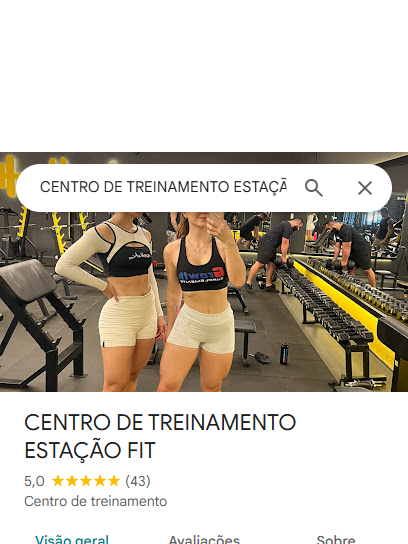 CENTRO DE TREINAMENTO ESTAÇÃ
Growth
CENTRO DE TREINAMENTO
ESTAÇÃO FIT
5,0 ★★★★★ (43)
Centro de treinamento
Visão geral Avaliações Sobre